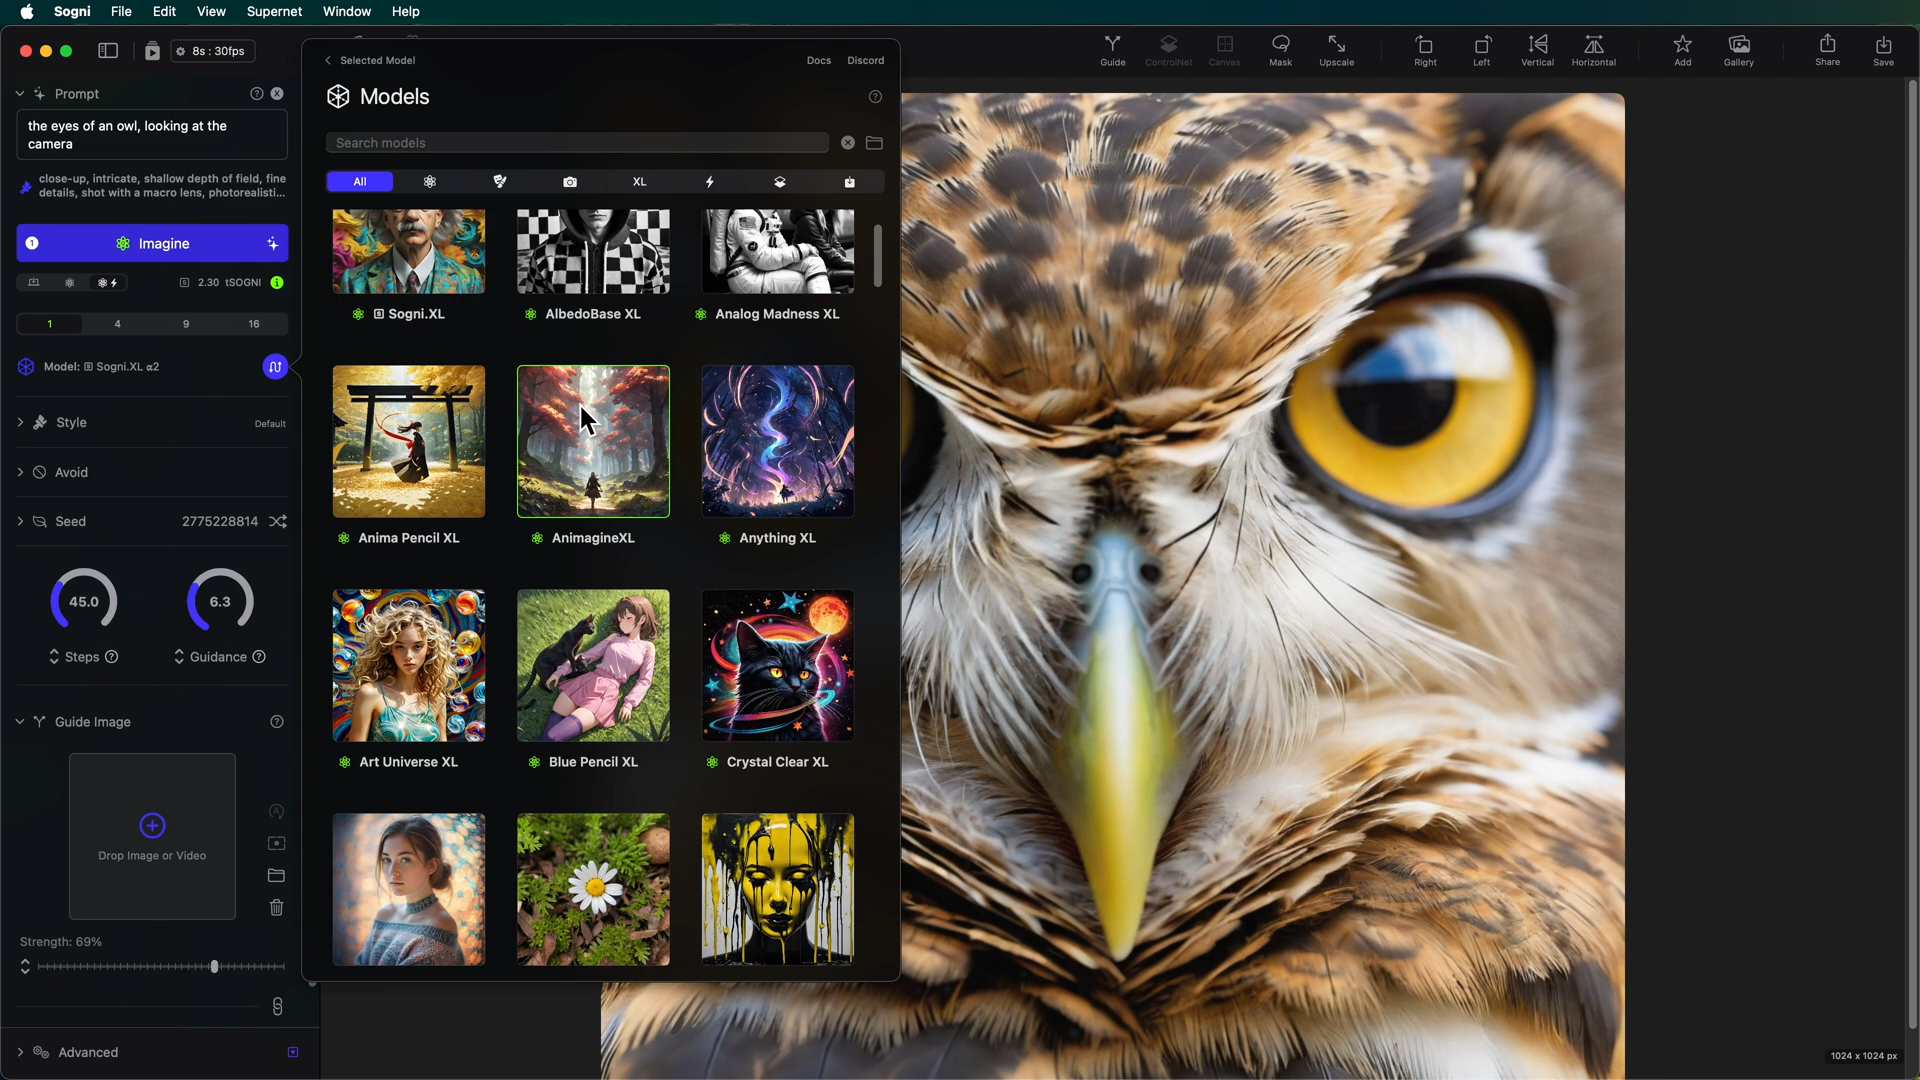 Sogni File Edit View Supernet Window Help
8s : 30fps
Guide ControlNet Canvas Mask Upscale Right Left Vertical Horizontal Add Gallery Share Save
Prompt
the eyes of an owl, looking at the
camera
close-up, intricate, shallow depth of field, fine
details, shot with a macro lens, photorealisti...
1 Imagine
2.30 tSOGNI
1 4 9 16
Model: S Sogni.XL α2
Style Default
Avoid
Seed 2775228814
45.0 6.3
Steps Guidance
Guide Image
Drop Image or Video
Strength: 69%
Advanced
Selected Model Docs Discord
Models
Search models
All XL
S Sogni.XL AlbedoBase XL Analog Madness XL
Anima Pencil XL AnimagineXL Anything XL
Art Universe XL Blue Pencil XL Crystal Clear XL
1024 x 1024 px